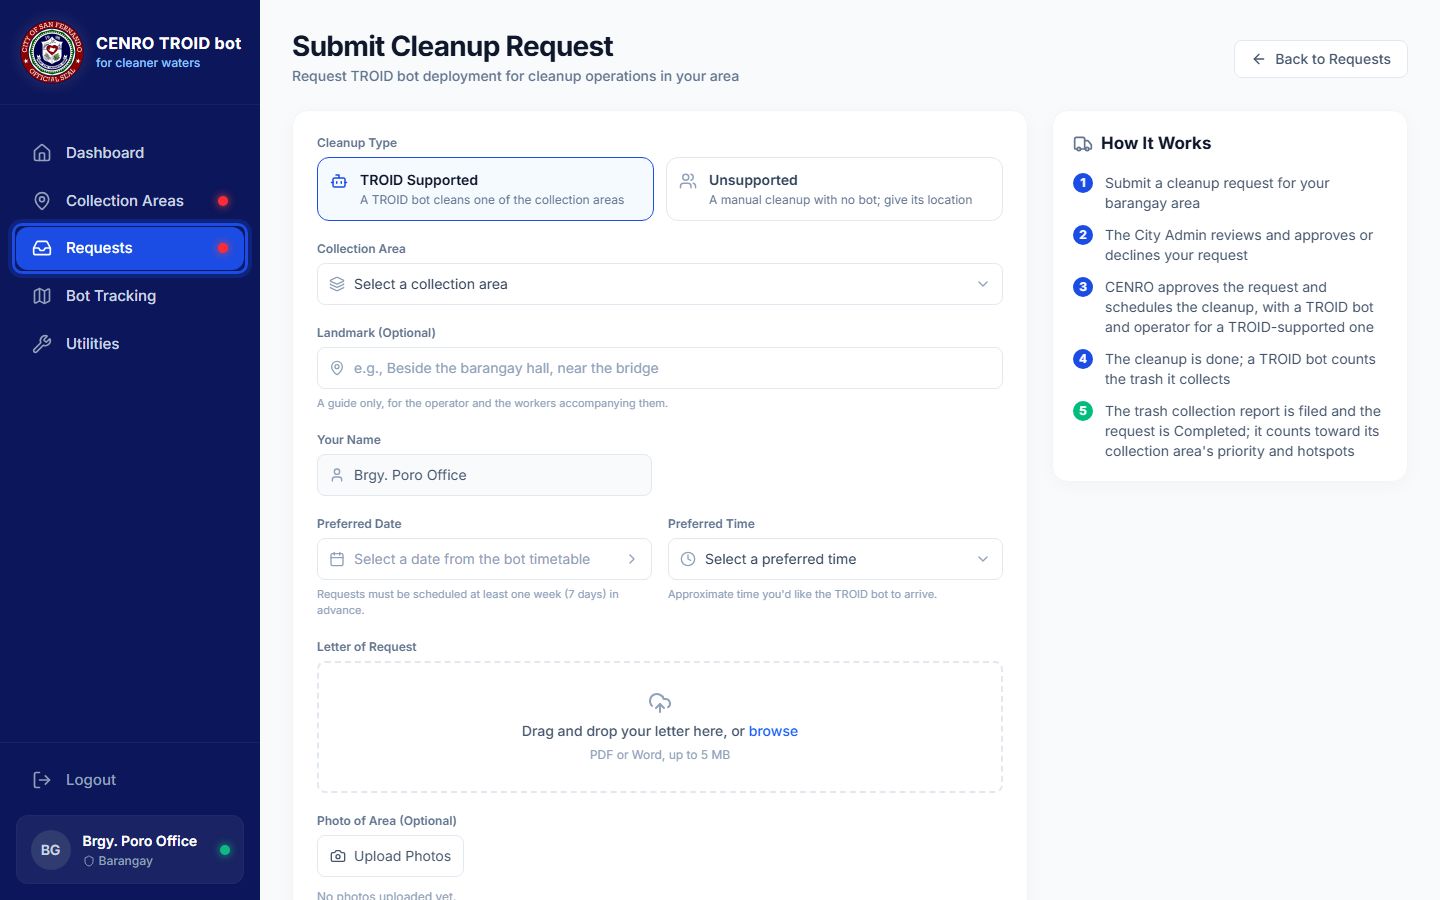 CITY OF SAN FERNANDO
OFFICIAL SEAL
CENRO TROID bot
for cleaner waters
Dashboard
Collection Areas
Requests
Bot Tracking
Utilities
Logout
BG
Brgy. Poro Office
Barangay
Submit Cleanup Request
Request TROID bot deployment for cleanup operations in your area
Back to Requests
Cleanup Type
TROID Supported
A TROID bot cleans one of the collection areas
Unsupported
A manual cleanup with no bot; give its location
Collection Area
Select a collection area
Landmark (Optional)
e.g., Beside the barangay hall, near the bridge
A guide only, for the operator and the workers accompanying them.
Your Name
Brgy. Poro Office
Preferred Date
Select a date from the bot timetable
Requests must be scheduled at least one week (7 days) in
advance.
Preferred Time
Select a preferred time
Approximate time you'd like the TROID bot to arrive.
Letter of Request
Drag and drop your letter here, or browse
PDF or Word, up to 5 MB
Photo of Area (Optional)
Upload Photos
No photos uploaded yet.
How It Works
1 Submit a cleanup request for your
barangay area
2 The City Admin reviews and approves or
declines your request
3 CENRO approves the request and
schedules the cleanup, with a TROID bot
and operator for a TROID-supported one
4 The cleanup is done; a TROID bot counts
the trash it collects
5 The trash collection report is filed and the
request is Completed; it counts toward its
collection area's priority and hotspots